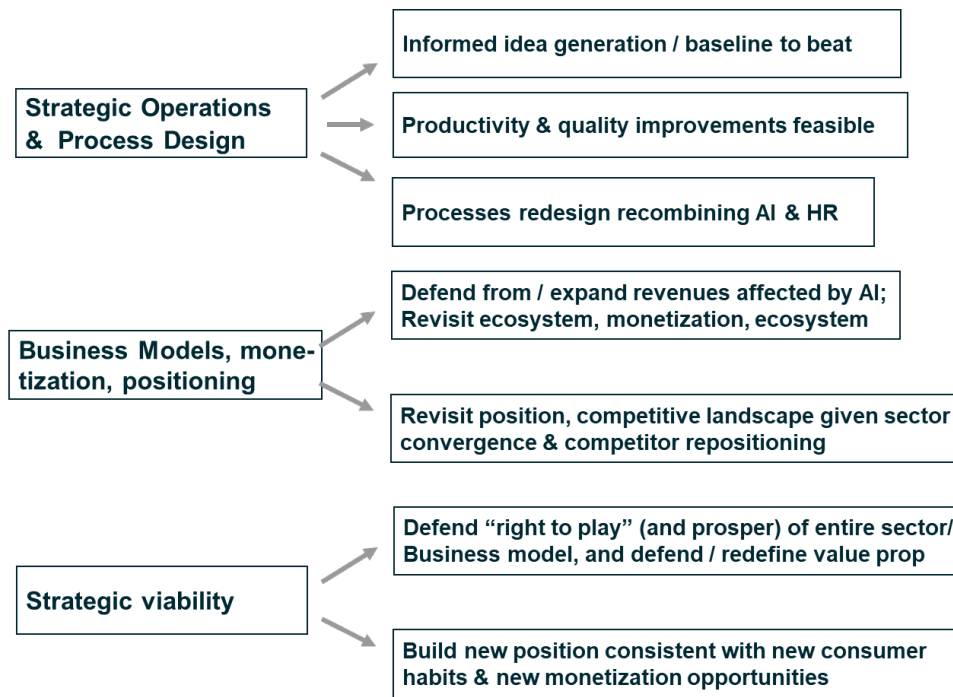 Informed idea generation / baseline to beat
Strategic Operations
& Process Design
Productivity & quality improvements feasible
Processes redesign recombining AI & HR
Defend from / expand revenues affected by AI;
Revisit ecosystem, monetization, ecosystem
Business Models, mone-
tization, positioning
Revisit position, competitive landscape given sector
convergence & competitor repositioning
Defend “right to play” (and prosper) of entire sector/
Business model, and defend / redefine value prop
Strategic viability
Build new position consistent with new consumer
habits & new monetization opportunities